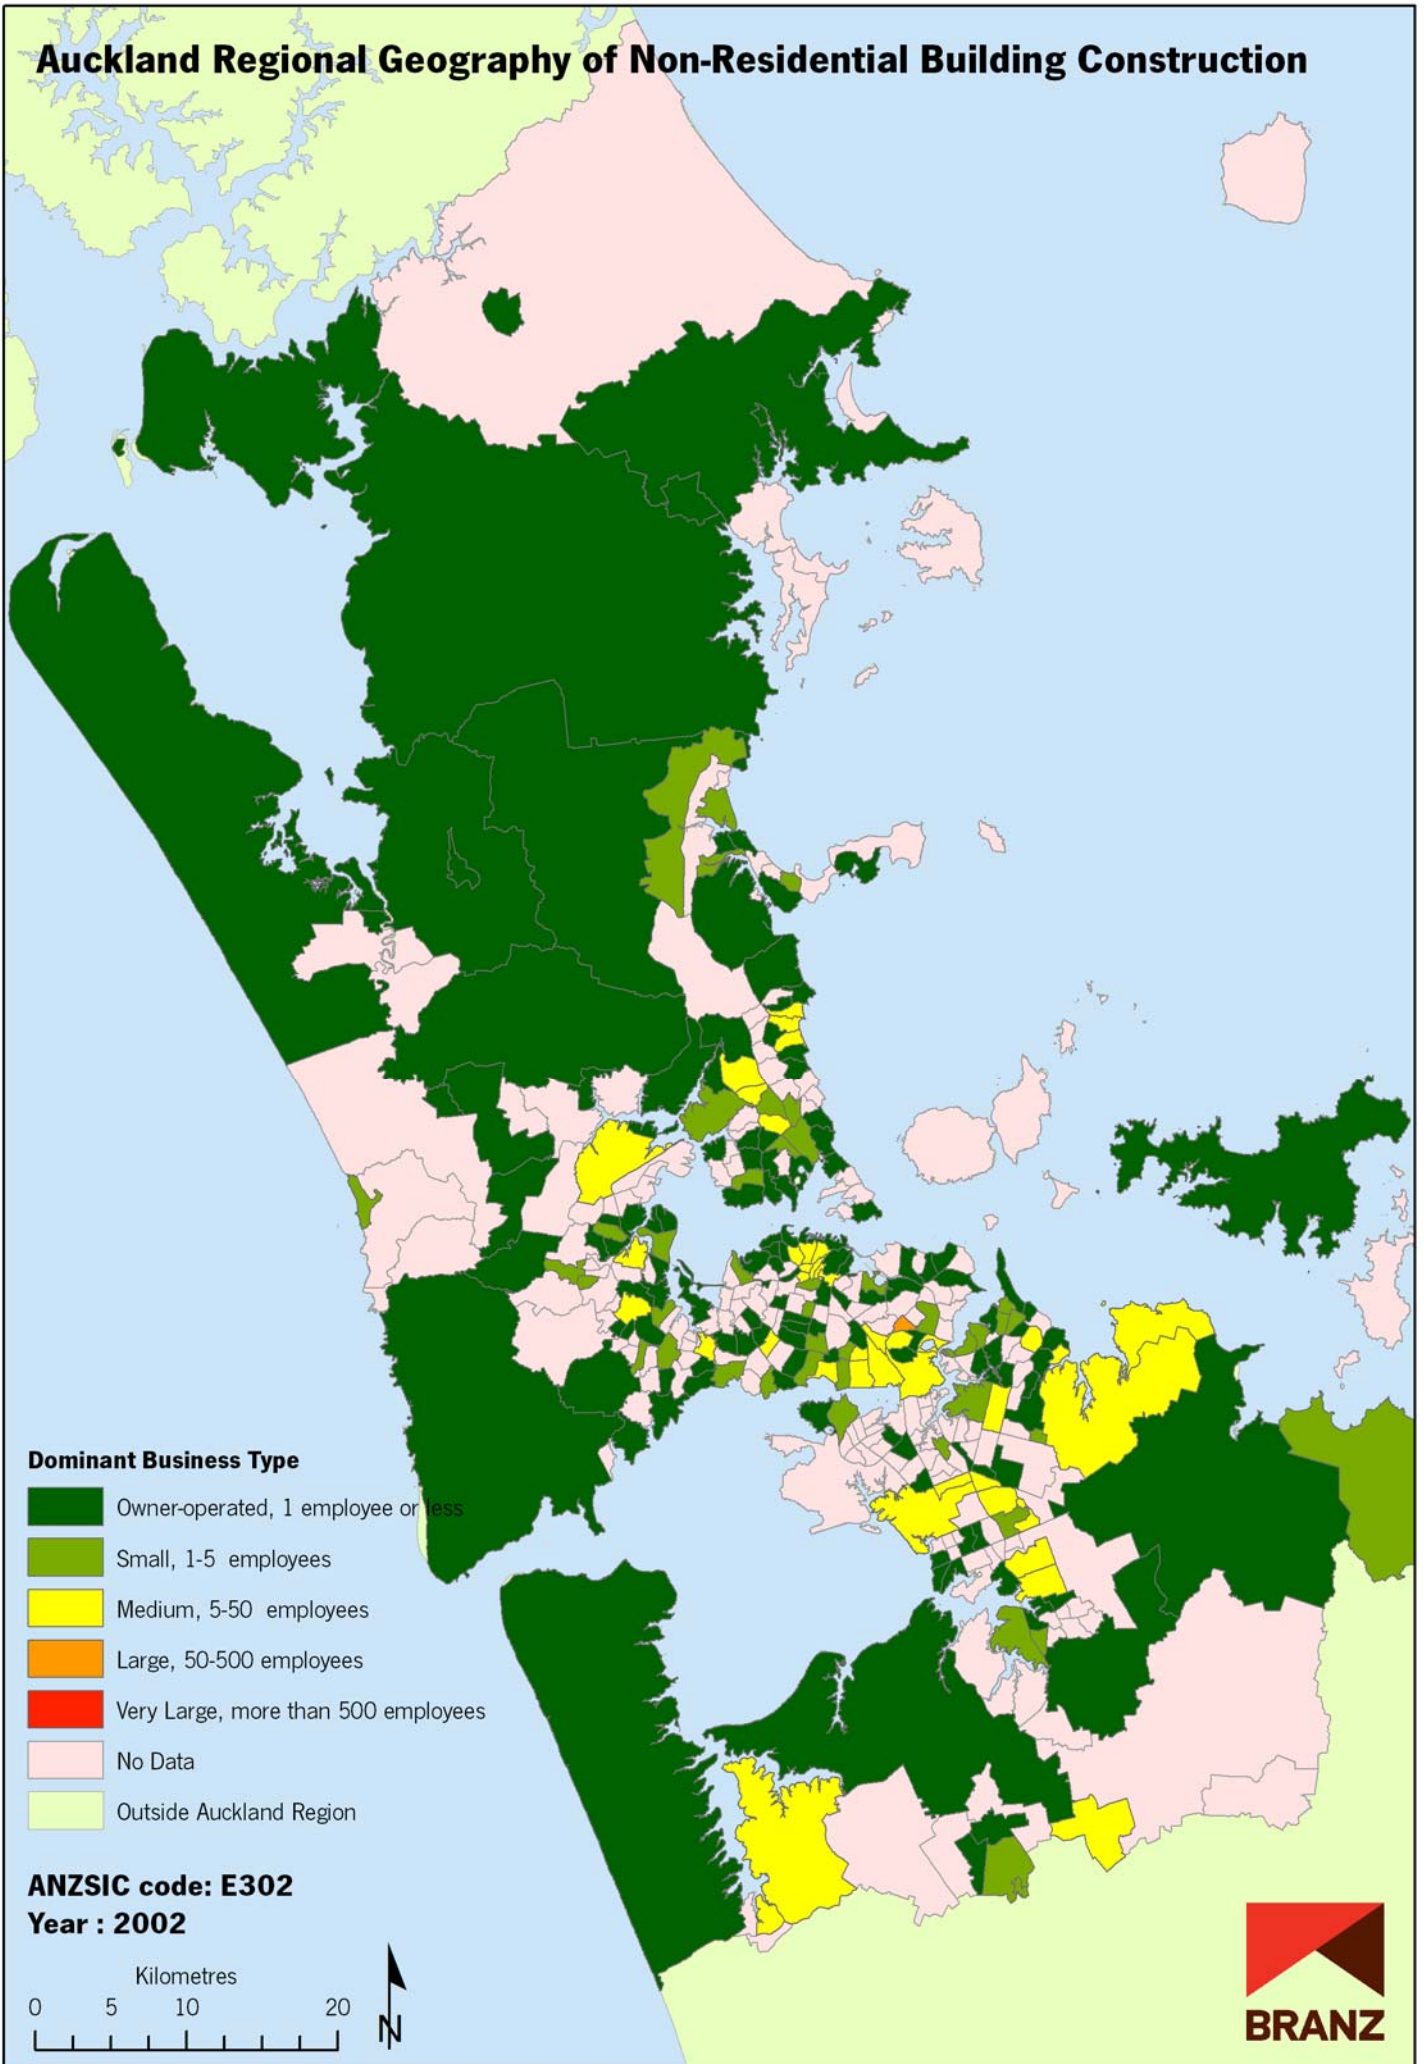 Auckland Regional Geography of Non-Residential Building Construction
Dominant Business Type
Owner-operated, 1 employee or less
Small, 1-5 employees
Medium, 5-50 employees
Large, 50-500 employees
Very Large, more than 500 employees
No Data
Outside Auckland Region
ANZSIC code: E302
Year : 2002
Kilometres
0 5 10 20
N
BRANZ